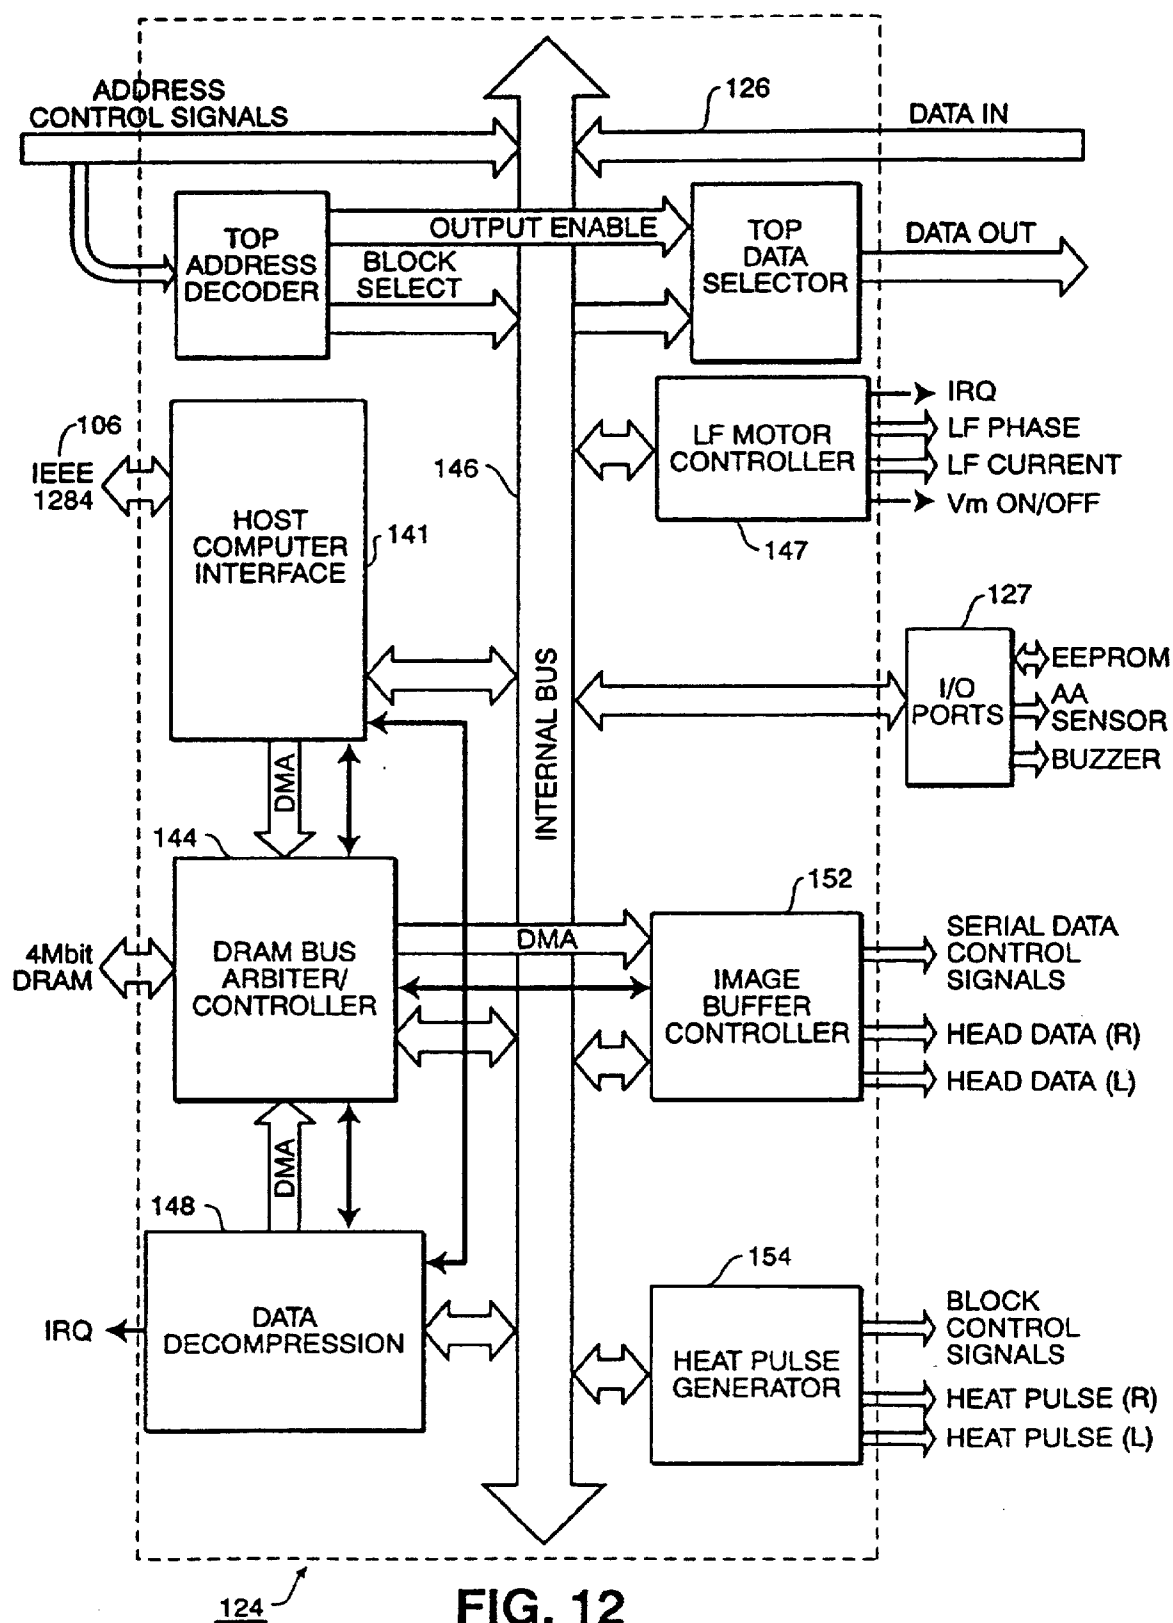 ADDRESS
CONTROL SIGNALS
126
DATA IN
TOP
ADDRESS
DECODER
OUTPUT ENABLE
BLOCK
SELECT
TOP
DATA
SELECTOR
DATA OUT
106
IEEE
1284
HOST
COMPUTER
INTERFACE
141
146
LF MOTOR
CONTROLLER
147
IRQ
LF PHASE
LF CURRENT
Vm ON/OFF
127
I/O
PORTS
EEPROM
AA
SENSOR
BUZZER
INTERNAL BUS
DMA
144
4Mbit
DRAM
DRAM BUS
ARBITER/
CONTROLLER
DMA
152
IMAGE
BUFFER
CONTROLLER
SERIAL DATA
CONTROL
SIGNALS
HEAD DATA (R)
HEAD DATA (L)
DMA
148
IRQ
DATA
DECOMPRESSION
154
HEAT PULSE
GENERATOR
BLOCK
CONTROL
SIGNALS
HEAT PULSE (R)
HEAT PULSE (L)
124
FIG. 12